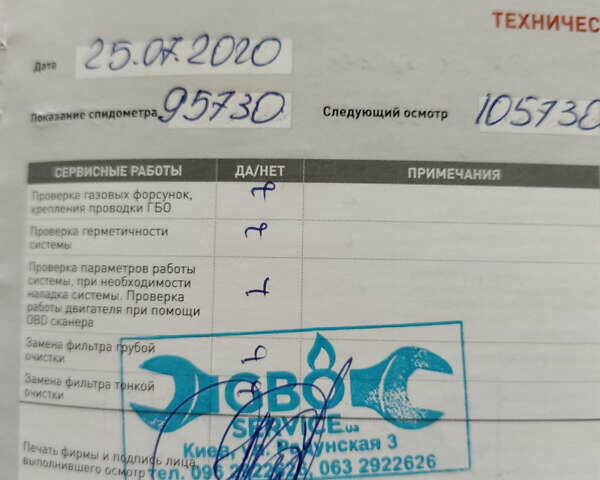 ТЕХНИЧЕС
Дата 25.07.2020
Показание спидометра 95730 Следующий осмотр 105730
СЕРВИСНЫЕ РАБОТЫ ДА/НЕТ ПРИМЕЧАНИЯ
Проверка газовых форсунок,
крепления проводки ГБО
Проверка герметичности
системы
Проверка параметров работы
системы, при необходимости
наладка системы. Проверка
работы двигателя при помощи
OBD сканера
Замена фильтра грубой
очистки
Замена фильтра тонкой
очистки
GBO
SERVICE.ua
Киев, ул. Радунская 3
тел. 096 2922626, 063 2922626
Печать фирмы и подпись лица,
выполнившего осмотр